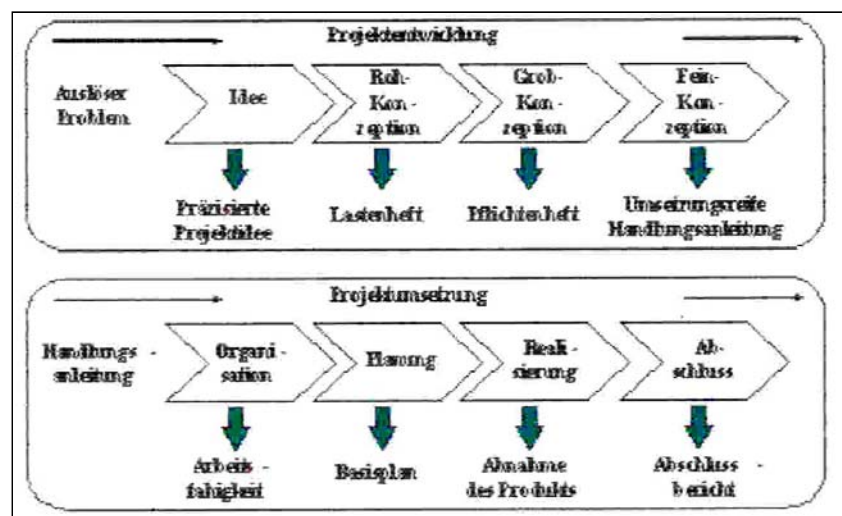 Projektentwicklung
Auslöser
Problem
Idee
Roh-
Kon-
zeption
Grob-
Kon-
zeption
Fein-
Kon-
zeption
Präzisierte
Projektidee
Lastenheft
Pflichtenheft
Umsetzungsreife
Handlungsanleitung
Projektumsetzung
Handlungs -
anleitung
Organi-
sation
Planung
Reali-
sierung
Ab-
schluss
Arbeits -
fähigkeit
Basisplan
Abnahme
des Produkts
Abschluss -
bericht